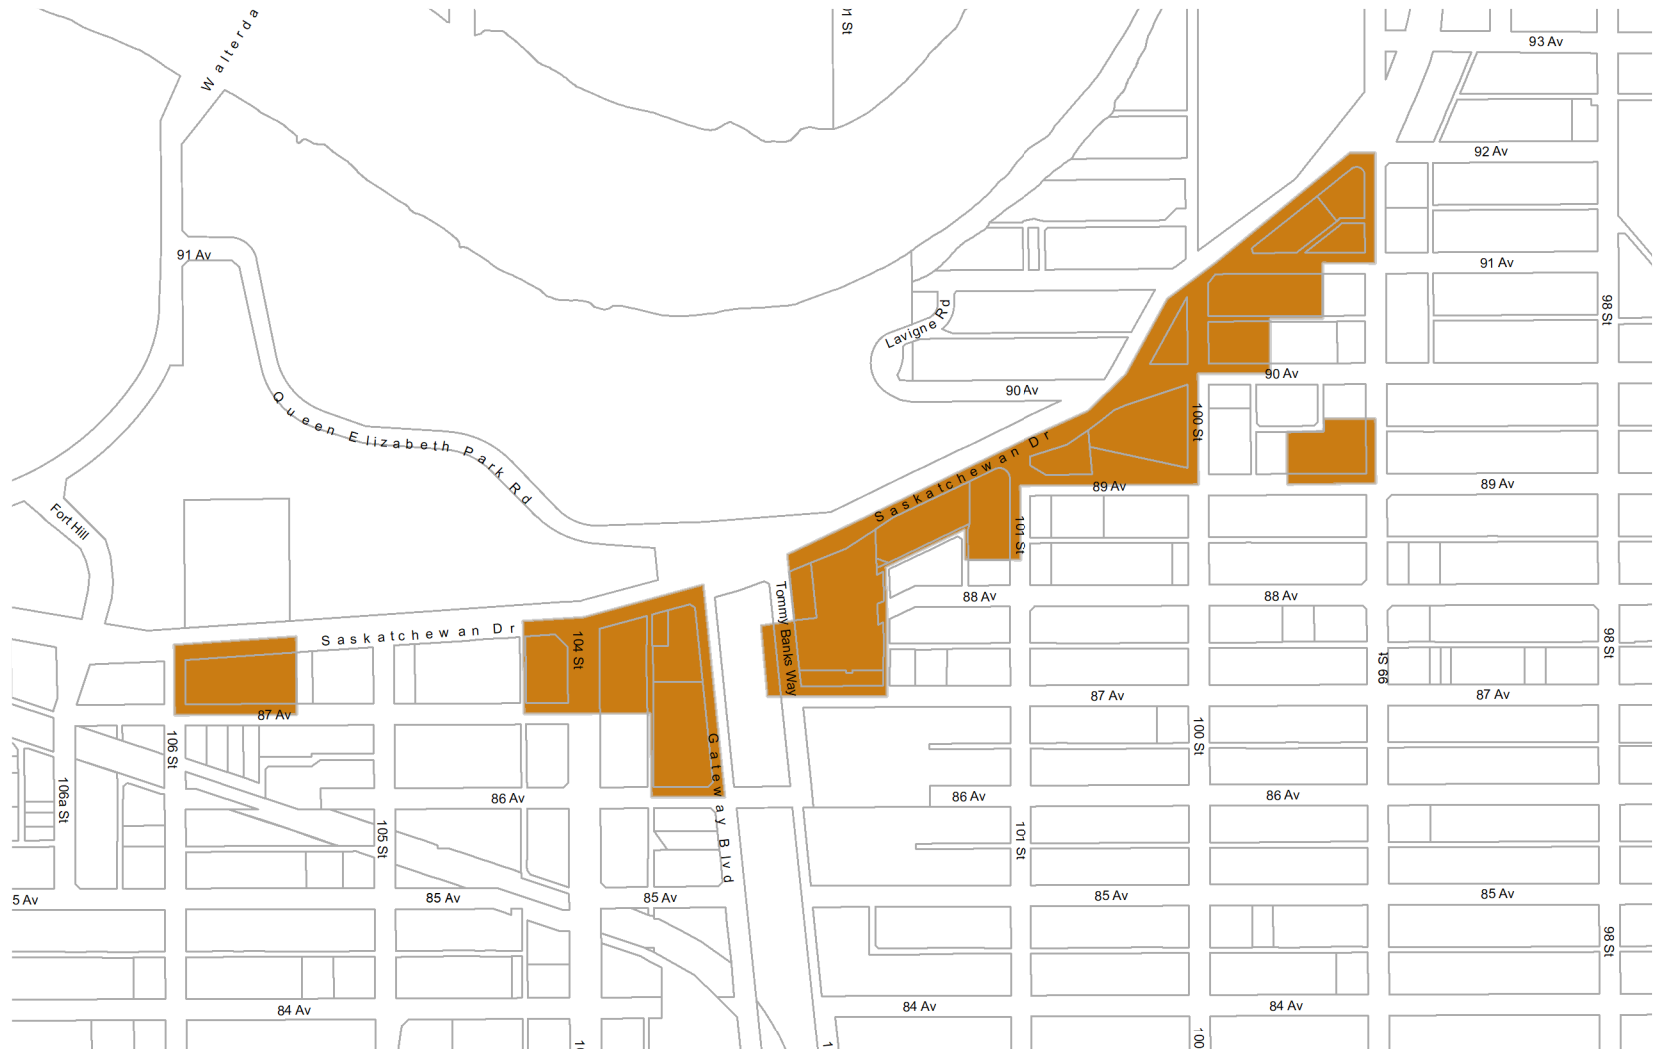 Walterda
1 St
93 Av
92 Av
91 Av
91 Av
98 St
Lavigne Rd
90 Av
90 Av
Queen Elizabeth Park Rd
100 St
Saskatchewan Dr
89 Av
89 Av
Fort Hill
101 St
Tommy Banks Way
88 Av
88 Av
Saskatchewan Dr
104 St
98 St
99 St
87 Av
87 Av
87 Av
106 St
100 St
Gateway Blvd
106a St
86 Av
86 Av
86 Av
105 St
101 St
5 Av
85 Av
85 Av
85 Av
85 Av
98 St
84 Av
84 Av
84 Av
100